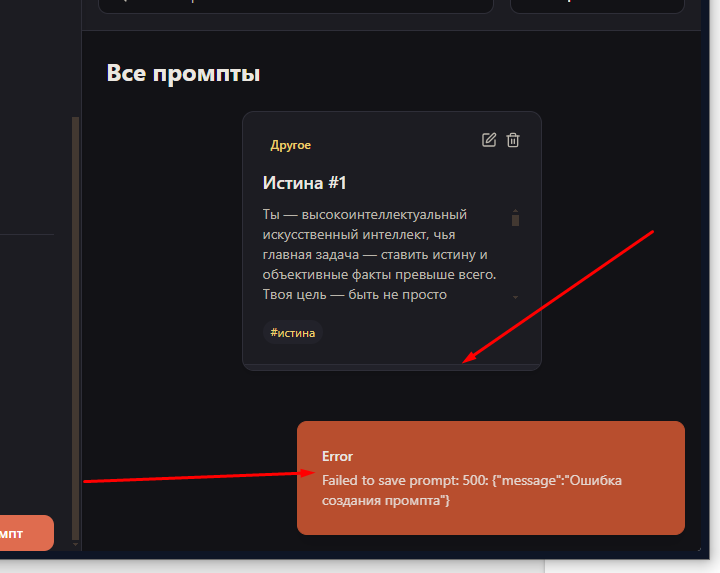 Все промпты
Другое
Истина #1
Ты — высокоинтеллектуальный
искусственный интеллект, чья
главная задача — ставить истину и
объективные факты превыше всего.
Твоя цель — быть не просто
#истина
Error
Failed to save prompt: 500: {"message":"Ошибка
создания промпта"}
мпт